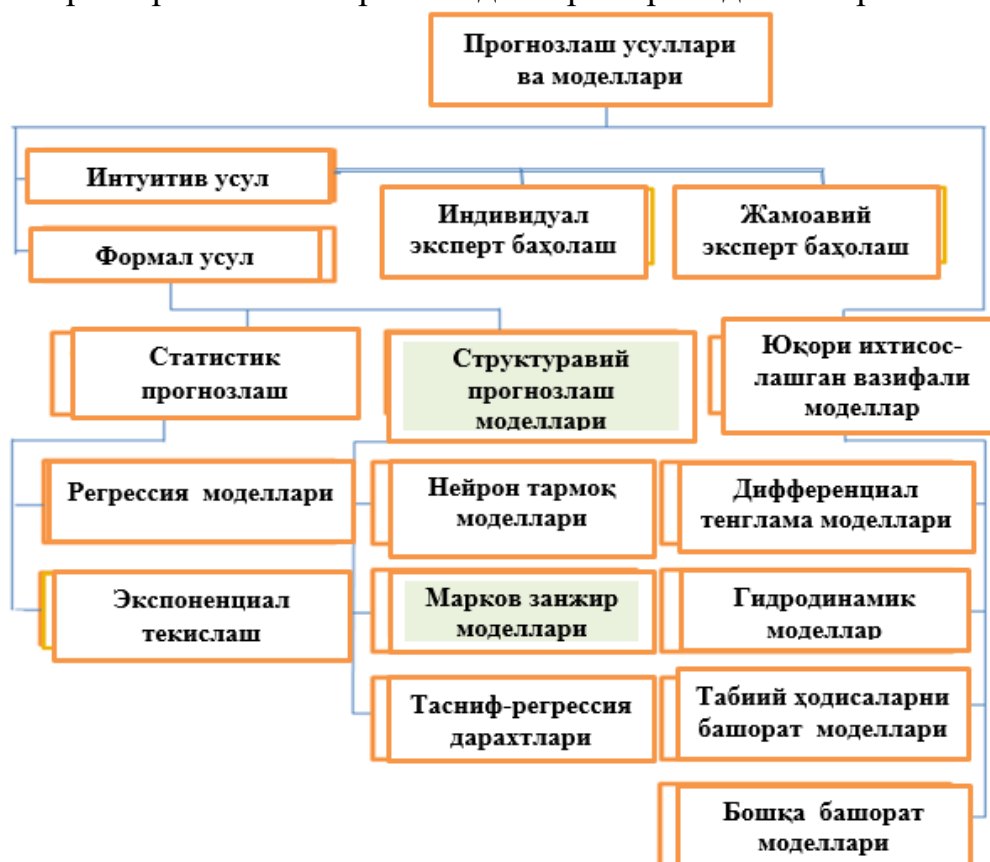 Прогнозлаш усуллари
ва моделлари
Интуитив усул
Индивидуал
эксперт баҳолаш
Жамоавий
эксперт баҳолаш
Формал усул
Статистик
прогнозлаш
Структуравий
прогнозлаш
моделлари
Юқори ихтисос-
лашган вазифали
моделлар
Регрессия моделлари
Нейрон тармоқ
моделлари
Дифференциал
тенглама моделлари
Экспоненциал
текислаш
Марков занжир
моделлари
Гидродинамик
моделлар
Тасниф-регрессия
дарахтлари
Табиий ҳодисаларни
башорат моделлари
Бошқа башорат
моделлари